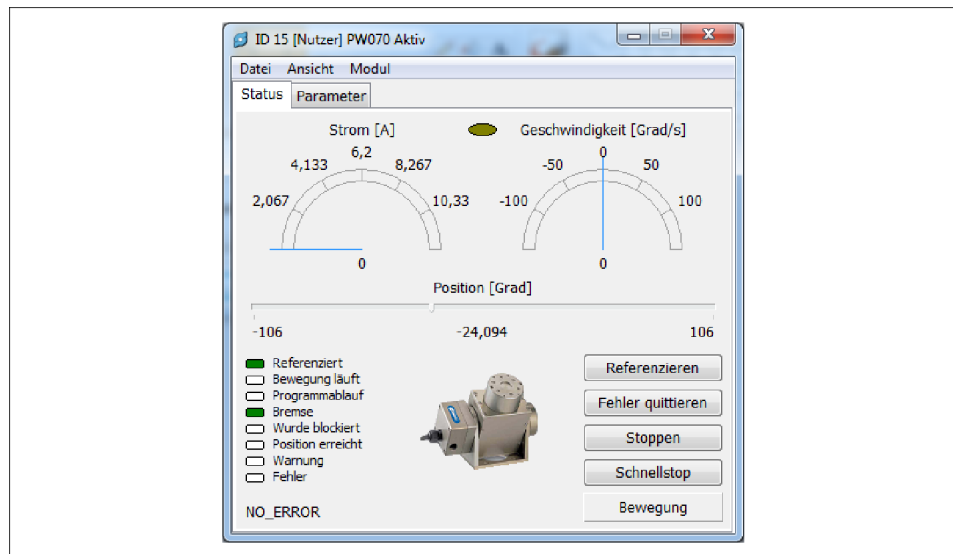 ID 15 [Nutzer] PW070 Aktiv
Datei Ansicht Modul
Status Parameter
Strom [A] Geschwindigkeit [Grad/s]
6,2 0
4,133 8,267 -50 50
2,067 10,33 -100 100
0 0
Position [Grad]
-106 -24,094 106
Referenziert
Bewegung läuft
Programmablauf
Bremse
Wurde blockiert
Position erreicht
Warnung
Fehler
NO_ERROR
Referenzieren
Fehler quittieren
Stoppen
Schnellstop
Bewegung